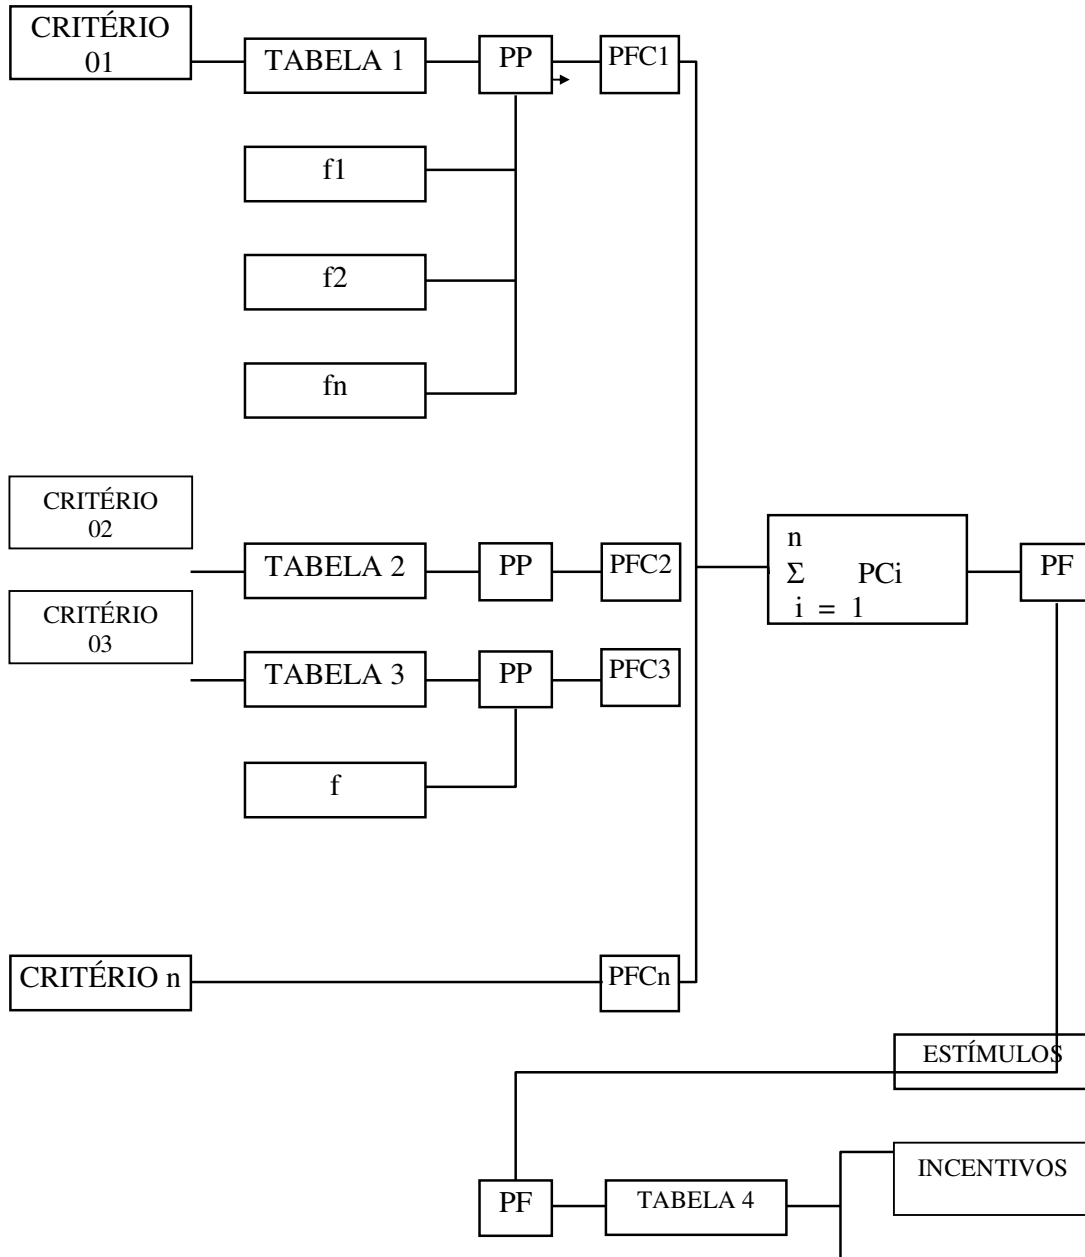 CRITÉRIO
01
TABELA 1
PP
PFC1
f1
f2
fn
CRITÉRIO
02
TABELA 2
PP
PFC2
n
Σ PCi
i = 1
PF
CRITÉRIO
03
TABELA 3
PP
PFC3
f
CRITÉRIO n
PFCn
ESTÍMULOS
INCENTIVOS
PF
TABELA 4